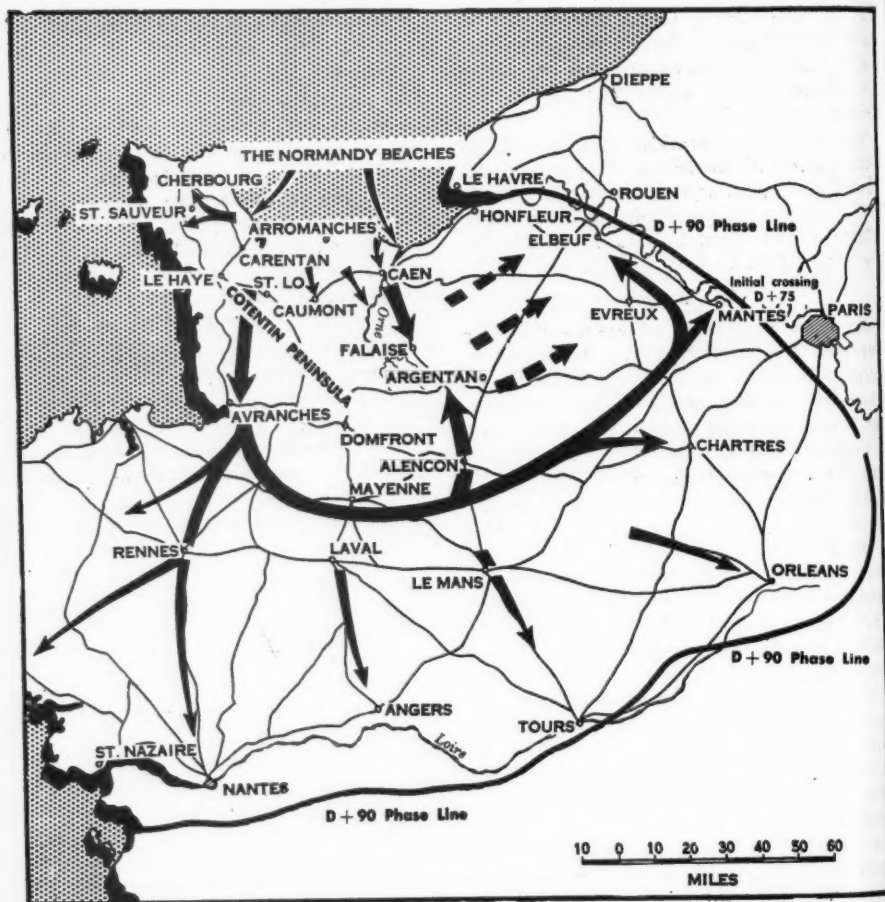 DIEPPE
THE NORMANDY BEACHES
CHERBOURG
LE HAVRE
ROUEN
ST. SAUVEUR
HONFLEUR
D + 90 Phase Line
ARROMANCHES
ELBEUF
CARENTAN
CAEN
LE HAYE
ST. LO.
Initial crossing
D + 75
CAUMONT
EVREUX
MANTES
PARIS
COTENTIN PENINSULA
Orne
FALAISE
ARGENTAN
AVRANCHES
DOMFRONT
CHARTRES
ALENCON
MAYENNE
RENNES
LAVAL
LE MANS
ORLEANS
D + 90 Phase Line
ANGERS
TOURS
ST. NAZAIRE
Loire
NANTES
D + 90 Phase Line
10 0 10 20 30 40 50 60
MILES